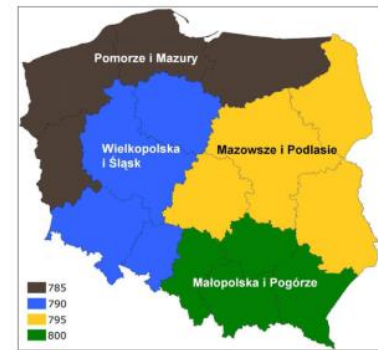 Pomorze i Mazury
Wielkopolska
i Śląsk
Mazowsze i Podlasie
Małopolska i Pogórze
785
790
795
800